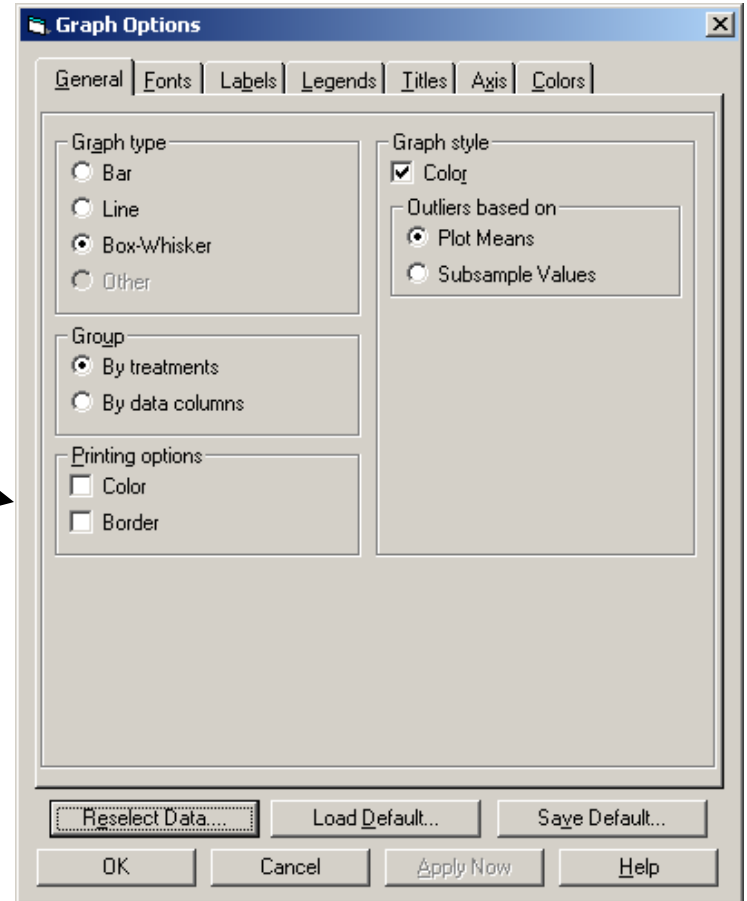 Graph Options
General Fonts Labels Legends Titles Axis Colors
Graph type
Bar
Line
Box-Whisker
Other
Group
By treatments
By data columns
Printing options
Color
Border
Graph style
Color
Outliers based on
Plot Means
Subsample Values
Reselect Data.... Load Default... Save Default...
OK Cancel Apply Now Help